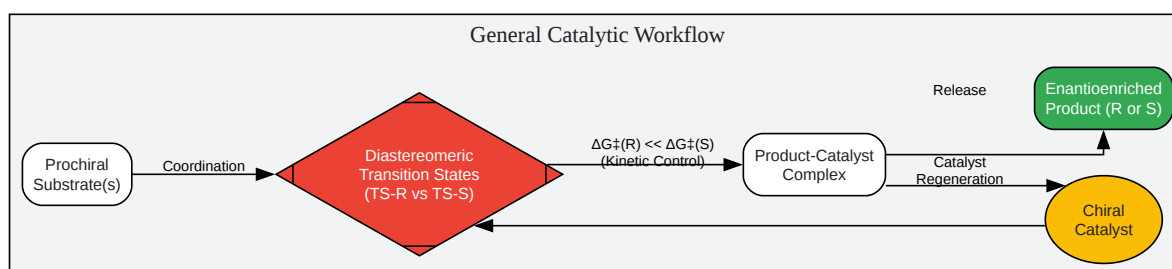 General Catalytic Workflow
Prochiral
Substrate(s)
Coordination
Diastereomeric
Transition States
(TS-R vs TS-S)
ΔG‡(R) << ΔG‡(S)
(Kinetic Control)
Product-Catalyst
Complex
Release
Enantioenriched
Product (R or S)
Catalyst
Regeneration
Chiral
Catalyst